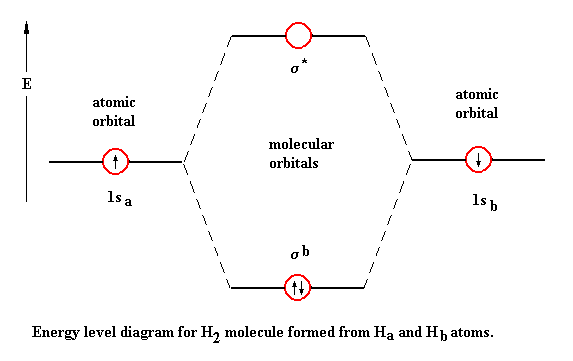 σ*
E
atomic
orbital
atomic
orbital
molecular
orbitals
1s a
1s b
σ b
Energy level diagram for H2 molecule formed from Ha and Hb atoms.